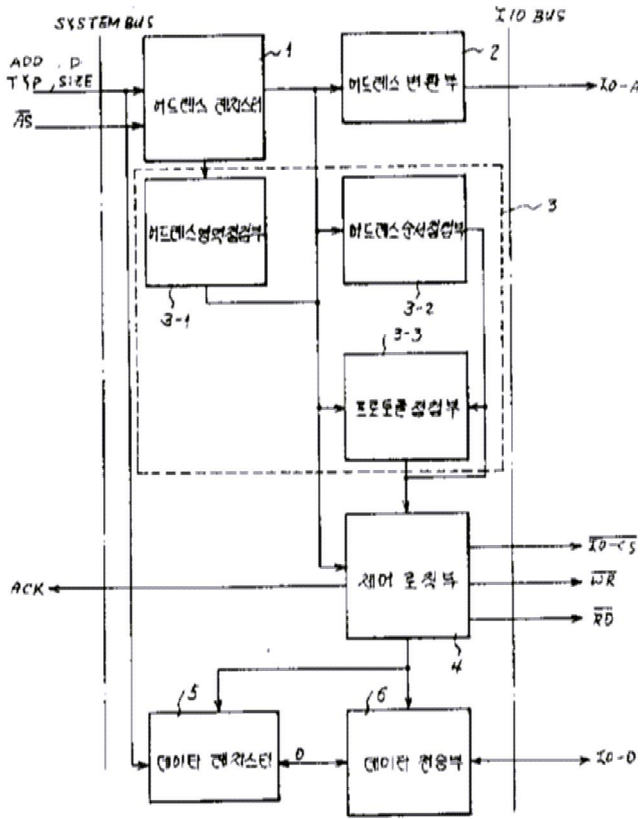 SYSTEM BUS
I/O BUS
ADD , D
TYP , SIZE
AS
1
어드레스 레지스터
2
어드레스 변환부
IO-A
3
어드레스영역점검부
3-1
어드레스순서점검부
3-2
3-3
프로토콜점검부
제어 로직부
4
ACK
IO-CS
WR
RD
5
데이타 레지스터
D
6
데이타 전송부
IO-D